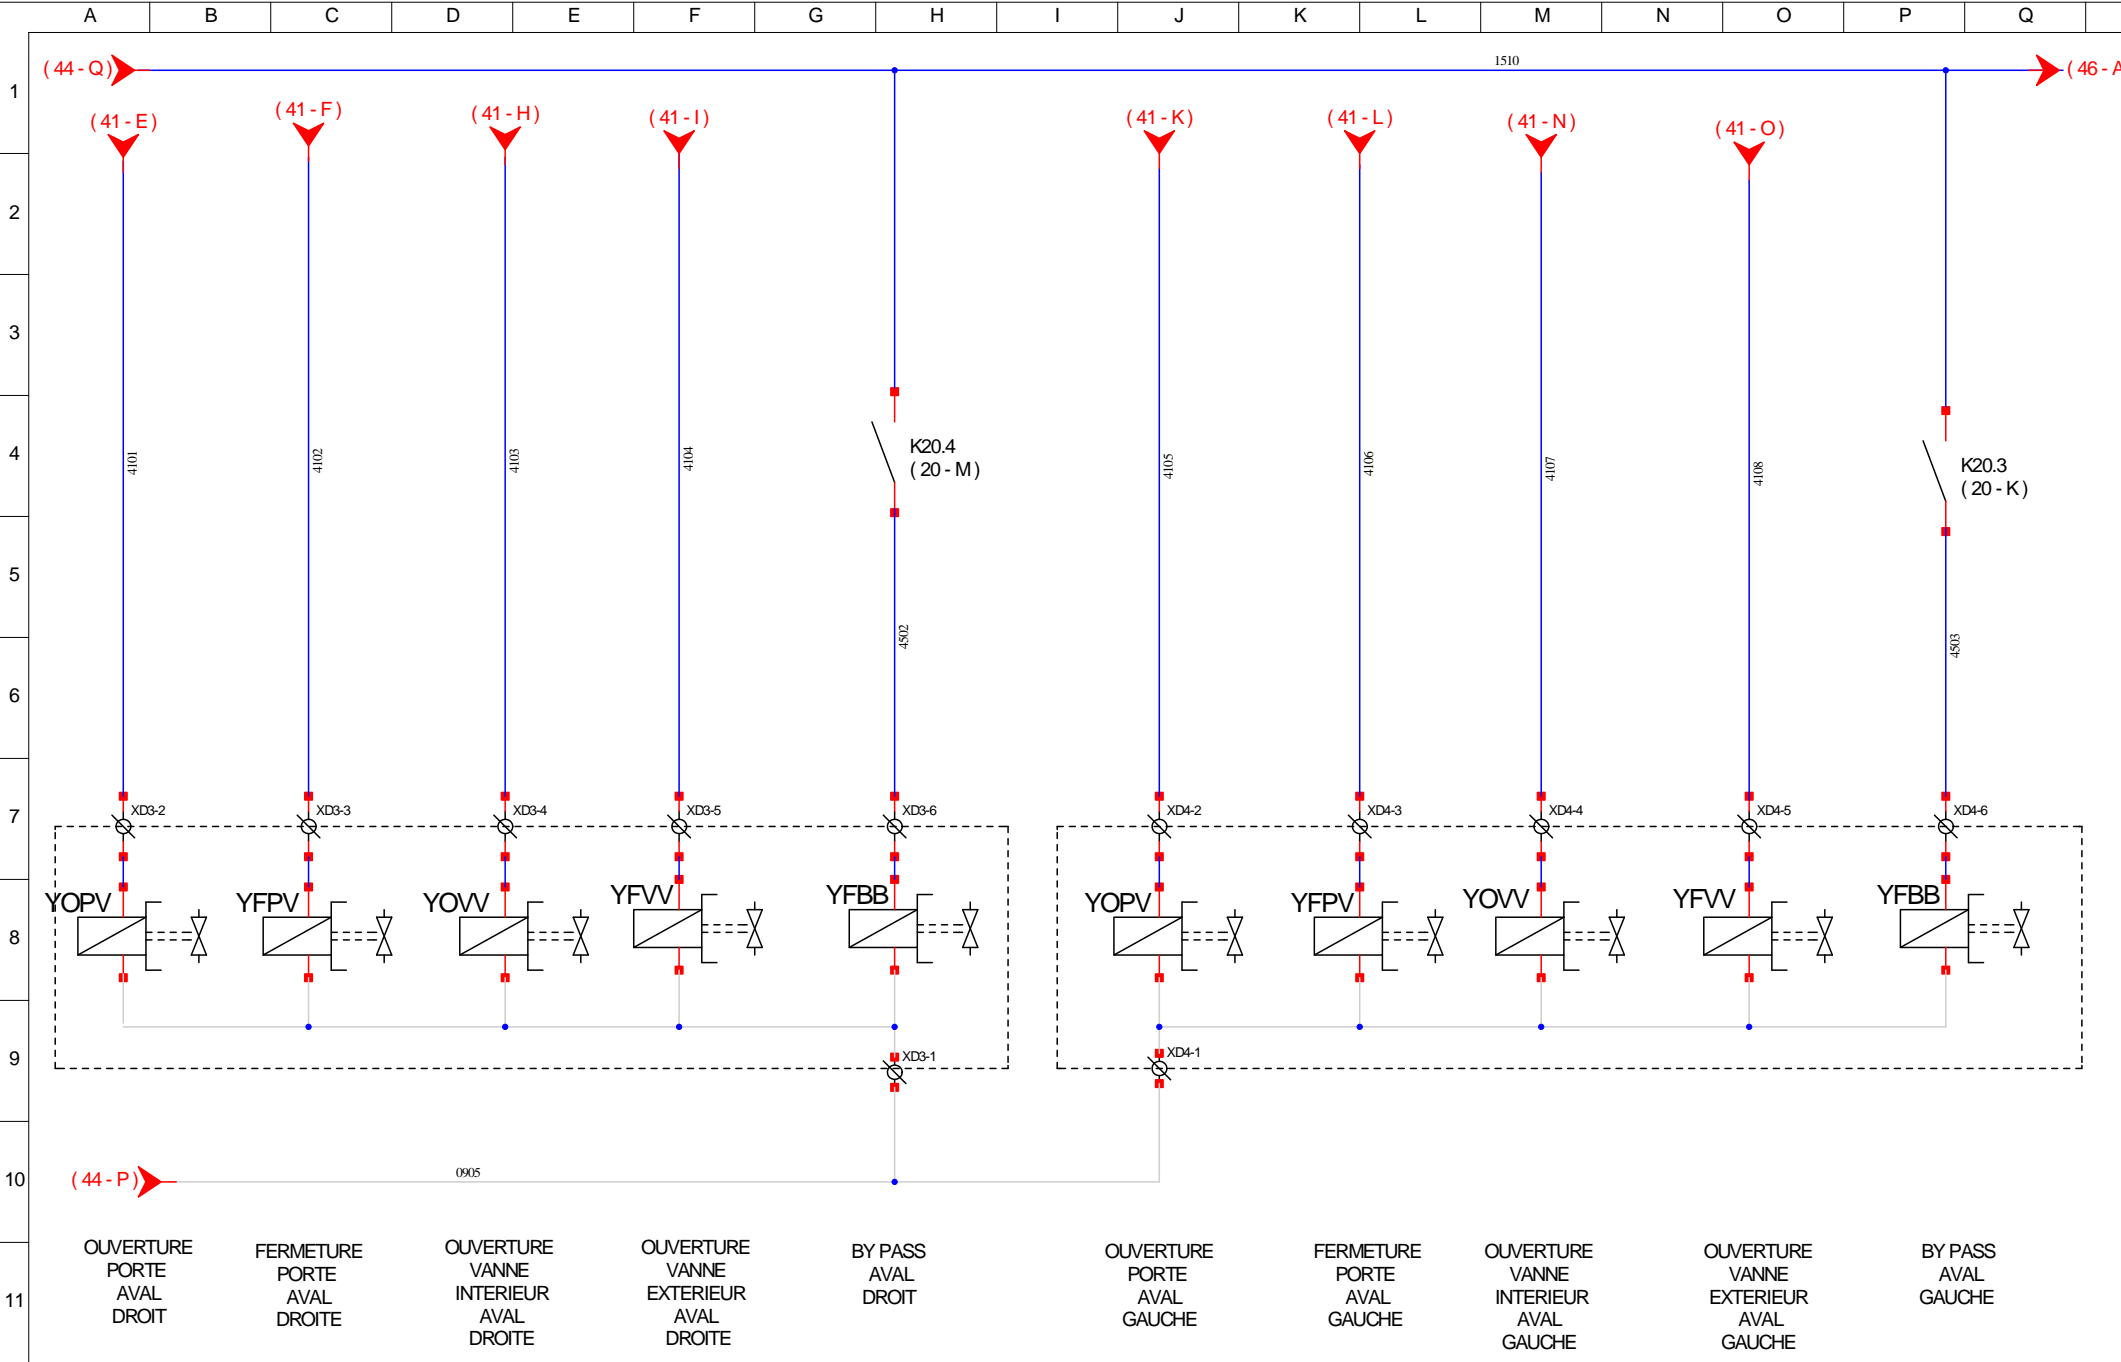 A B C D E F G H I J K L M N O P Q
( 44 - Q) 1510 ( 46 - A
1
( 41 - E) ( 41 - F) ( 41 - H) ( 41 - I) ( 41 - K) ( 41 - L) ( 41 - N) ( 41 - O)
2
3
4
4101 4102 4103 4104 4105 4106 4107 4108
K20.4
( 20 - M)
K20.3
( 20 - K)
5
4502 4503
6
7
XD3-2 XD3-3 XD3-4 XD3-5 XD3-6 XD4-2 XD4-3 XD4-4 XD4-5 XD4-6
YOPV YFPV YOVV YFVV YFBB YOPV YFPV YOVV YFVV YFBB
8
9
XD3-1 XD4-1
10
( 44 - P) 0905
11
OUVERTURE
PORTE
AVAL
DROIT
FERMETURE
PORTE
AVAL
DROITE
OUVERTURE
VANNE
INTERIEUR
AVAL
DROITE
OUVERTURE
VANNE
EXTERIEUR
AVAL
DROITE
BY PASS
AVAL
DROIT
OUVERTURE
PORTE
AVAL
GAUCHE
FERMETURE
PORTE
AVAL
GAUCHE
OUVERTURE
VANNE
INTERIEUR
AVAL
GAUCHE
OUVERTURE
VANNE
EXTERIEUR
AVAL
GAUCHE
BY PASS
AVAL
GAUCHE